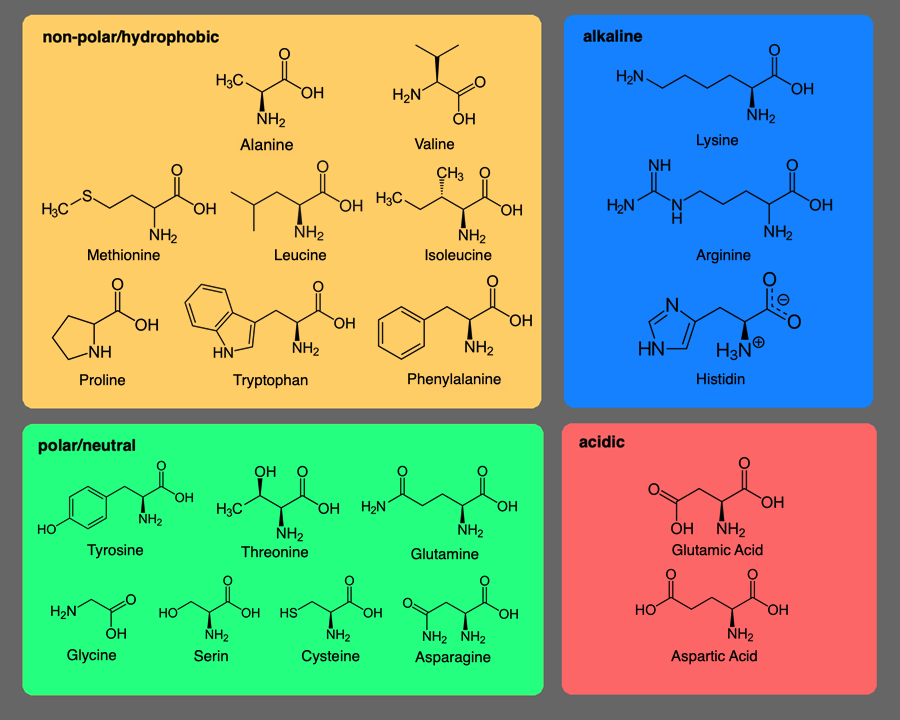 non-polar/hydrophobic
O
H₃C
OH
NH₂
Alanine
H₂N
O
OH
Valine
O
S
H₃C
OH
NH₂
Methionine
O
OH
NH₂
Leucine
CH₃
O
H₃C
OH
NH₂
Isoleucine
O
OH
NH
Proline
O
OH
HN
NH₂
Tryptophan
O
OH
NH₂
Phenylalanine
alkaline
O
H₂N
OH
NH₂
Lysine
NH
O
H₂N
N
H
OH
NH₂
Arginine
O
⊖
N
O
HN
H₃N⊕
Histidin
polar/neutral
O
OH
HO
NH₂
Tyrosine
OH
O
H₃C
OH
NH₂
Threonine
O
O
H₂N
OH
NH₂
Glutamine
H₂N
O
OH
Glycine
O
HO
OH
NH₂
Serin
O
HS
OH
NH₂
Cysteine
O
O
OH
NH₂
NH₂
Asparagine
acidic
O
O
OH
OH
NH₂
Glutamic Acid
O
O
HO
OH
NH₂
Aspartic Acid